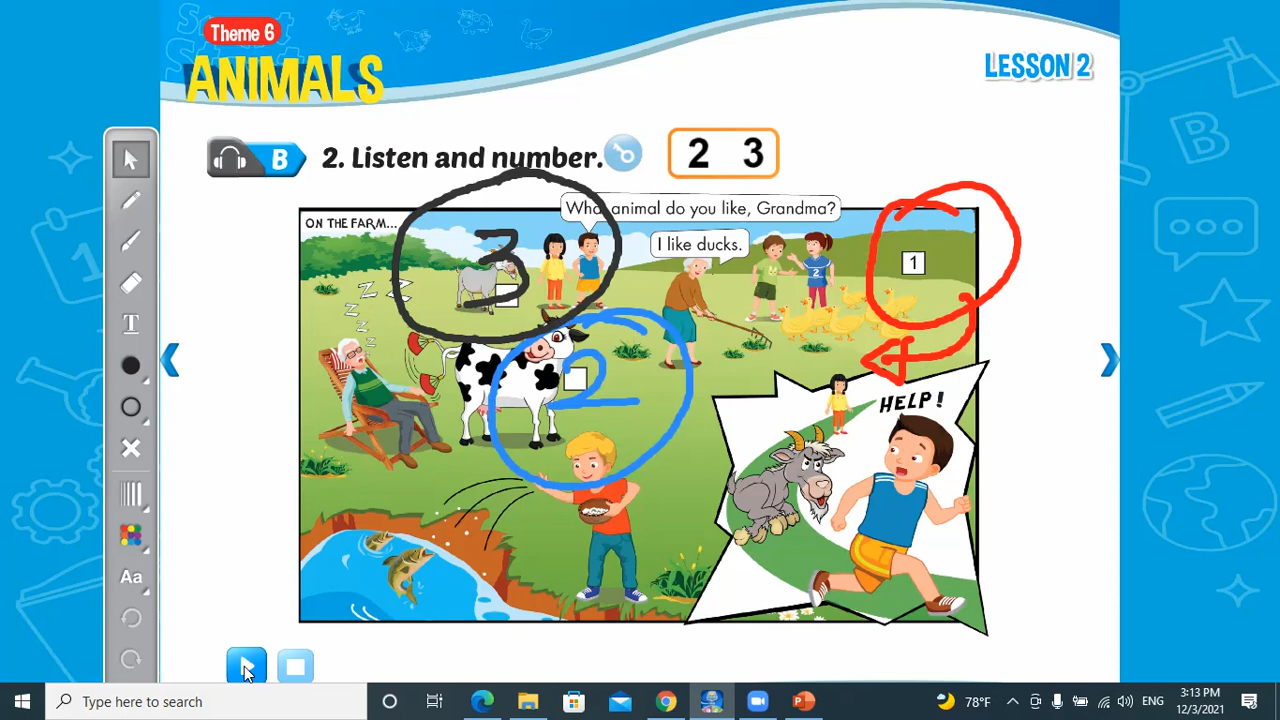 Theme 6
ANIMALS
LESSON 2
B
2. Listen and number.
2 3
ON THE FARM...
What animal do you like, Grandma?
I like ducks.
3
1
2
2
HELP!
z z z z z
T
Aa
Type here to search
78°F
ENG
3:13 PM
12/3/2021